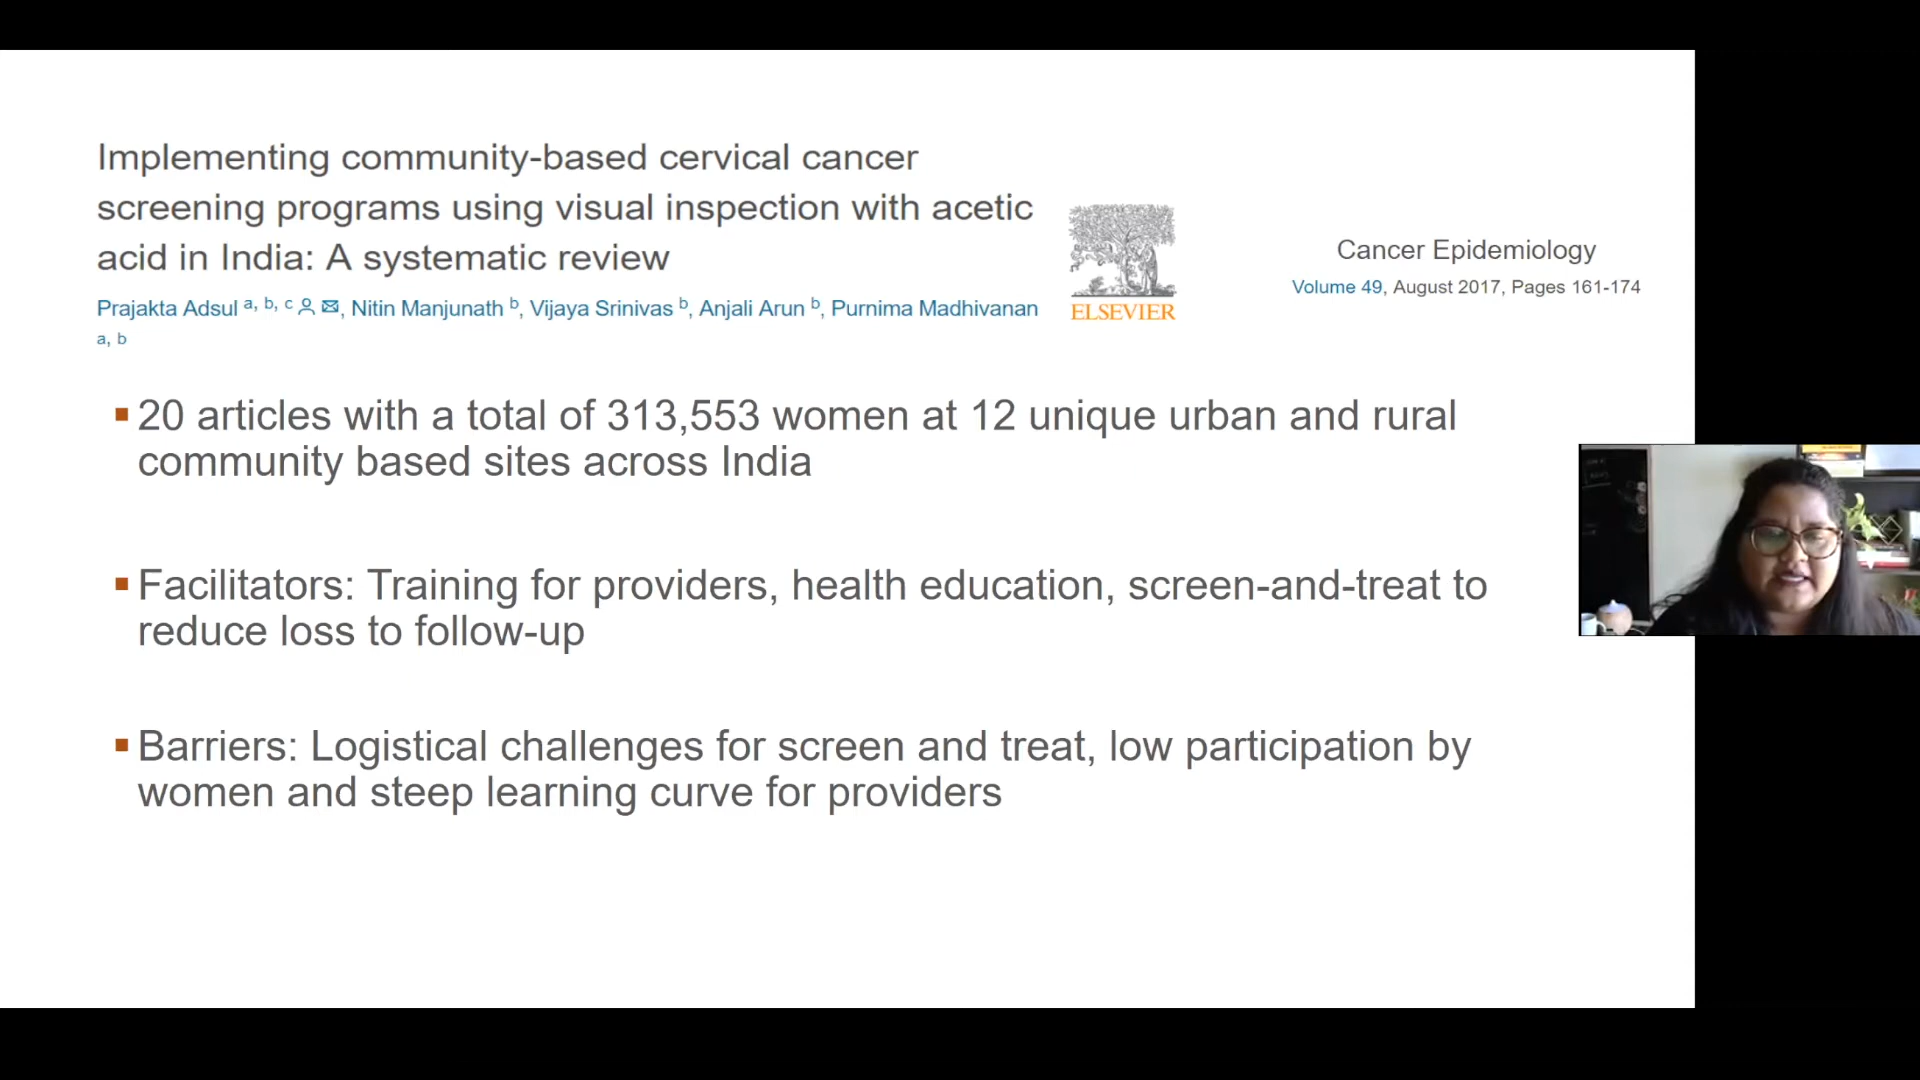 Implementing community-based cervical cancer
screening programs using visual inspection with acetic
acid in India: A systematic review
Prajakta Adsul a, b, c, Nitin Manjunath b, Vijaya Srinivas b, Anjali Arun b, Purnima Madhivanan
a, b
ELSEVIER
Cancer Epidemiology
Volume 49, August 2017, Pages 161-174
▪ 20 articles with a total of 313,553 women at 12 unique urban and rural
community based sites across India
▪ Facilitators: Training for providers, health education, screen-and-treat to
reduce loss to follow-up
▪ Barriers: Logistical challenges for screen and treat, low participation by
women and steep learning curve for providers